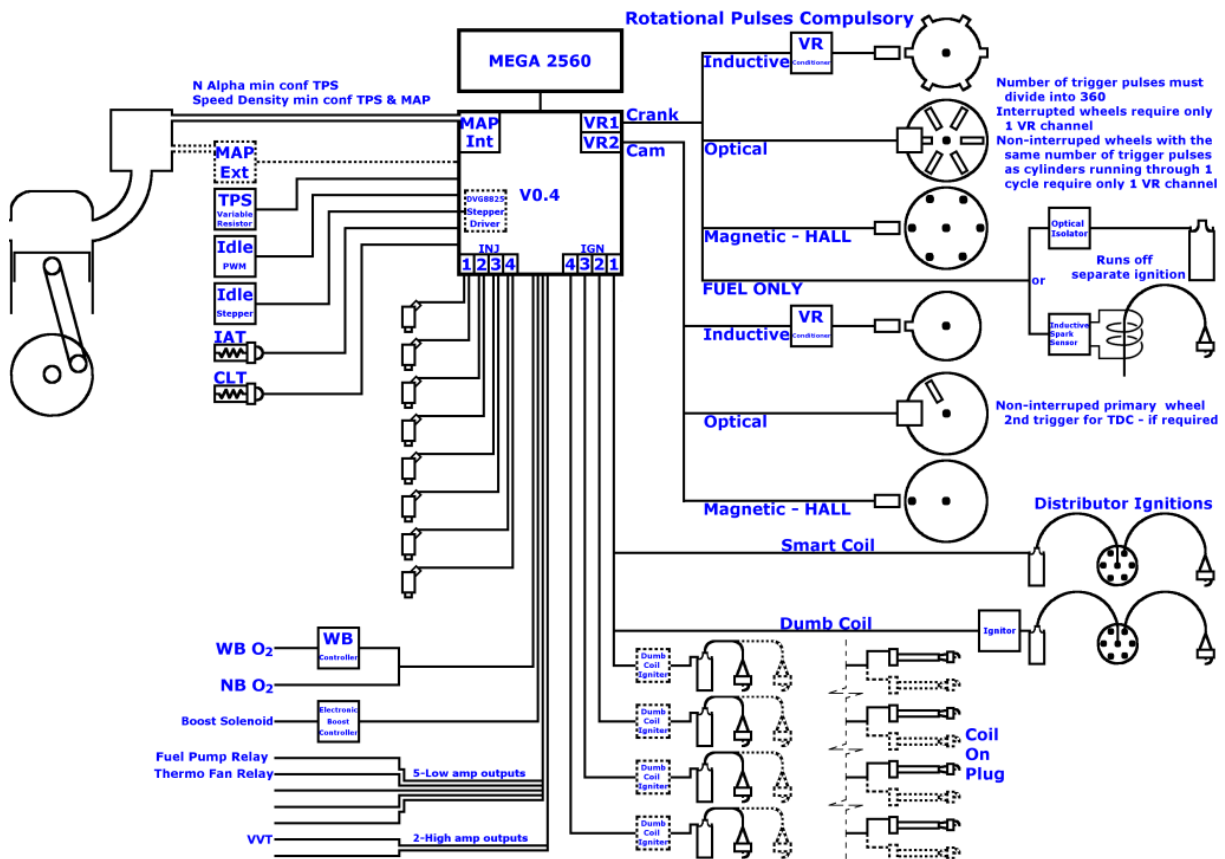 Rotational Pulses Compulsory
MEGA 2560
VR
Conditioner
Inductive
N Alpha min conf TPS
Speed Density min conf TPS & MAP
Number of trigger pulses must
divide into 360
Interrupted wheels require only
1 VR channel
Non-interruped wheels with the
same number of trigger pulses
as cylinders running through 1
cycle require only 1 VR channel
MAP
Int
VR1
VR2
Crank
Cam
Optical
MAP
Ext
TPS
Variable
Resistor
DVG8825
Stepper
Driver
V0.4
Idle
PWM
Magnetic - HALL
Optical
Isolator
Runs off
separate ignition
or
INJ
1 2 3 4
IGN
4 3 2 1
FUEL ONLY
Idle
Stepper
VR
Conditioner
Inductive
Inductive
Spark
Sensor
IAT
CLT
Optical
Non-interruped primary wheel
2nd trigger for TDC - if required
Magnetic - HALL
Distributor Ignitions
Smart Coil
Dumb Coil
Ignitor
WB O2
WB
Controller
NB O2
Dumb
Coil
Igniter
Boost Solenoid
Electronic
Boost
Controller
Dumb
Coil
Igniter
Coil
On
Plug
Fuel Pump Relay
Thermo Fan Relay
5-Low amp outputs
Dumb
Coil
Igniter
VVT
2-High amp outputs
Dumb
Coil
Igniter